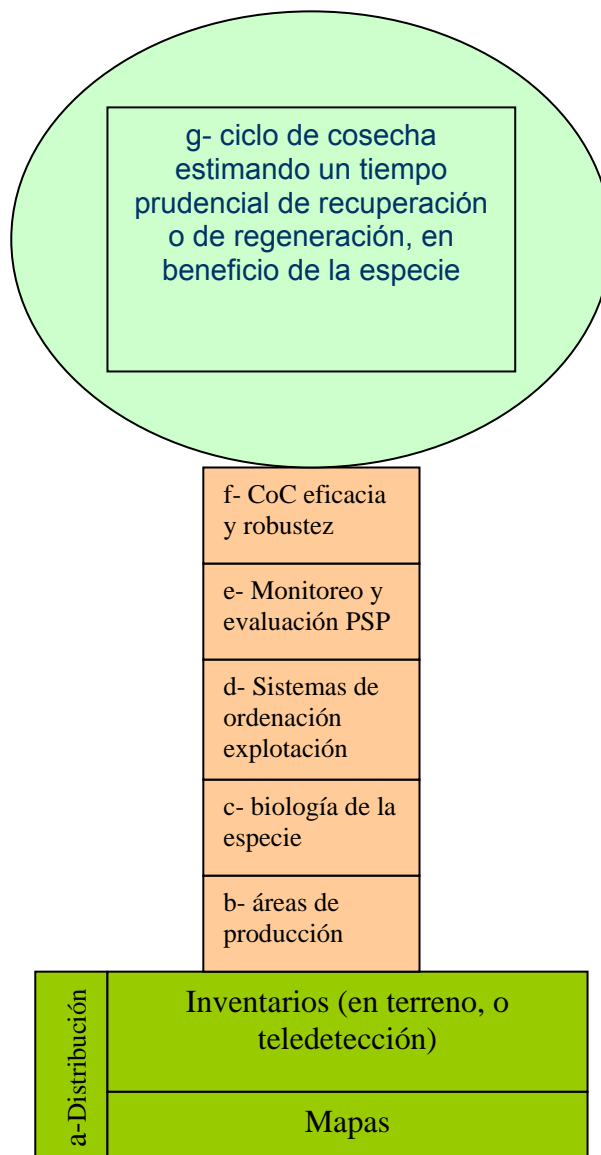 g- ciclo de cosecha
estimando un tiempo
prudencial de recuperación
o de regeneración, en
beneficio de la especie
f- CoC eficacia
y robustez
e- Monitoreo y
evaluación PSP
d- Sistemas de
ordenación
explotación
c- biología de la
especie
b- áreas de
producción
a-Distribución
Inventarios (en terreno, o
teledetección)
Mapas